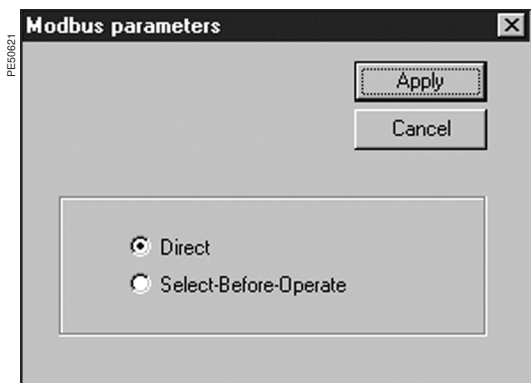 PE50621
Modbus parameters
Apply
Cancel
Direct
Select-Before-Operate